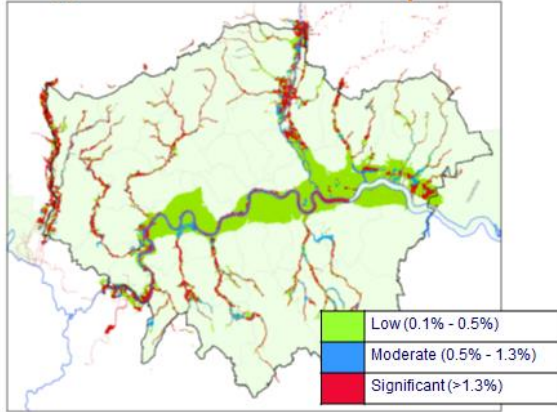 Low (0.1% - 0.5%)
Moderate (0.5% - 1.3%)
Significant (>1.3%)